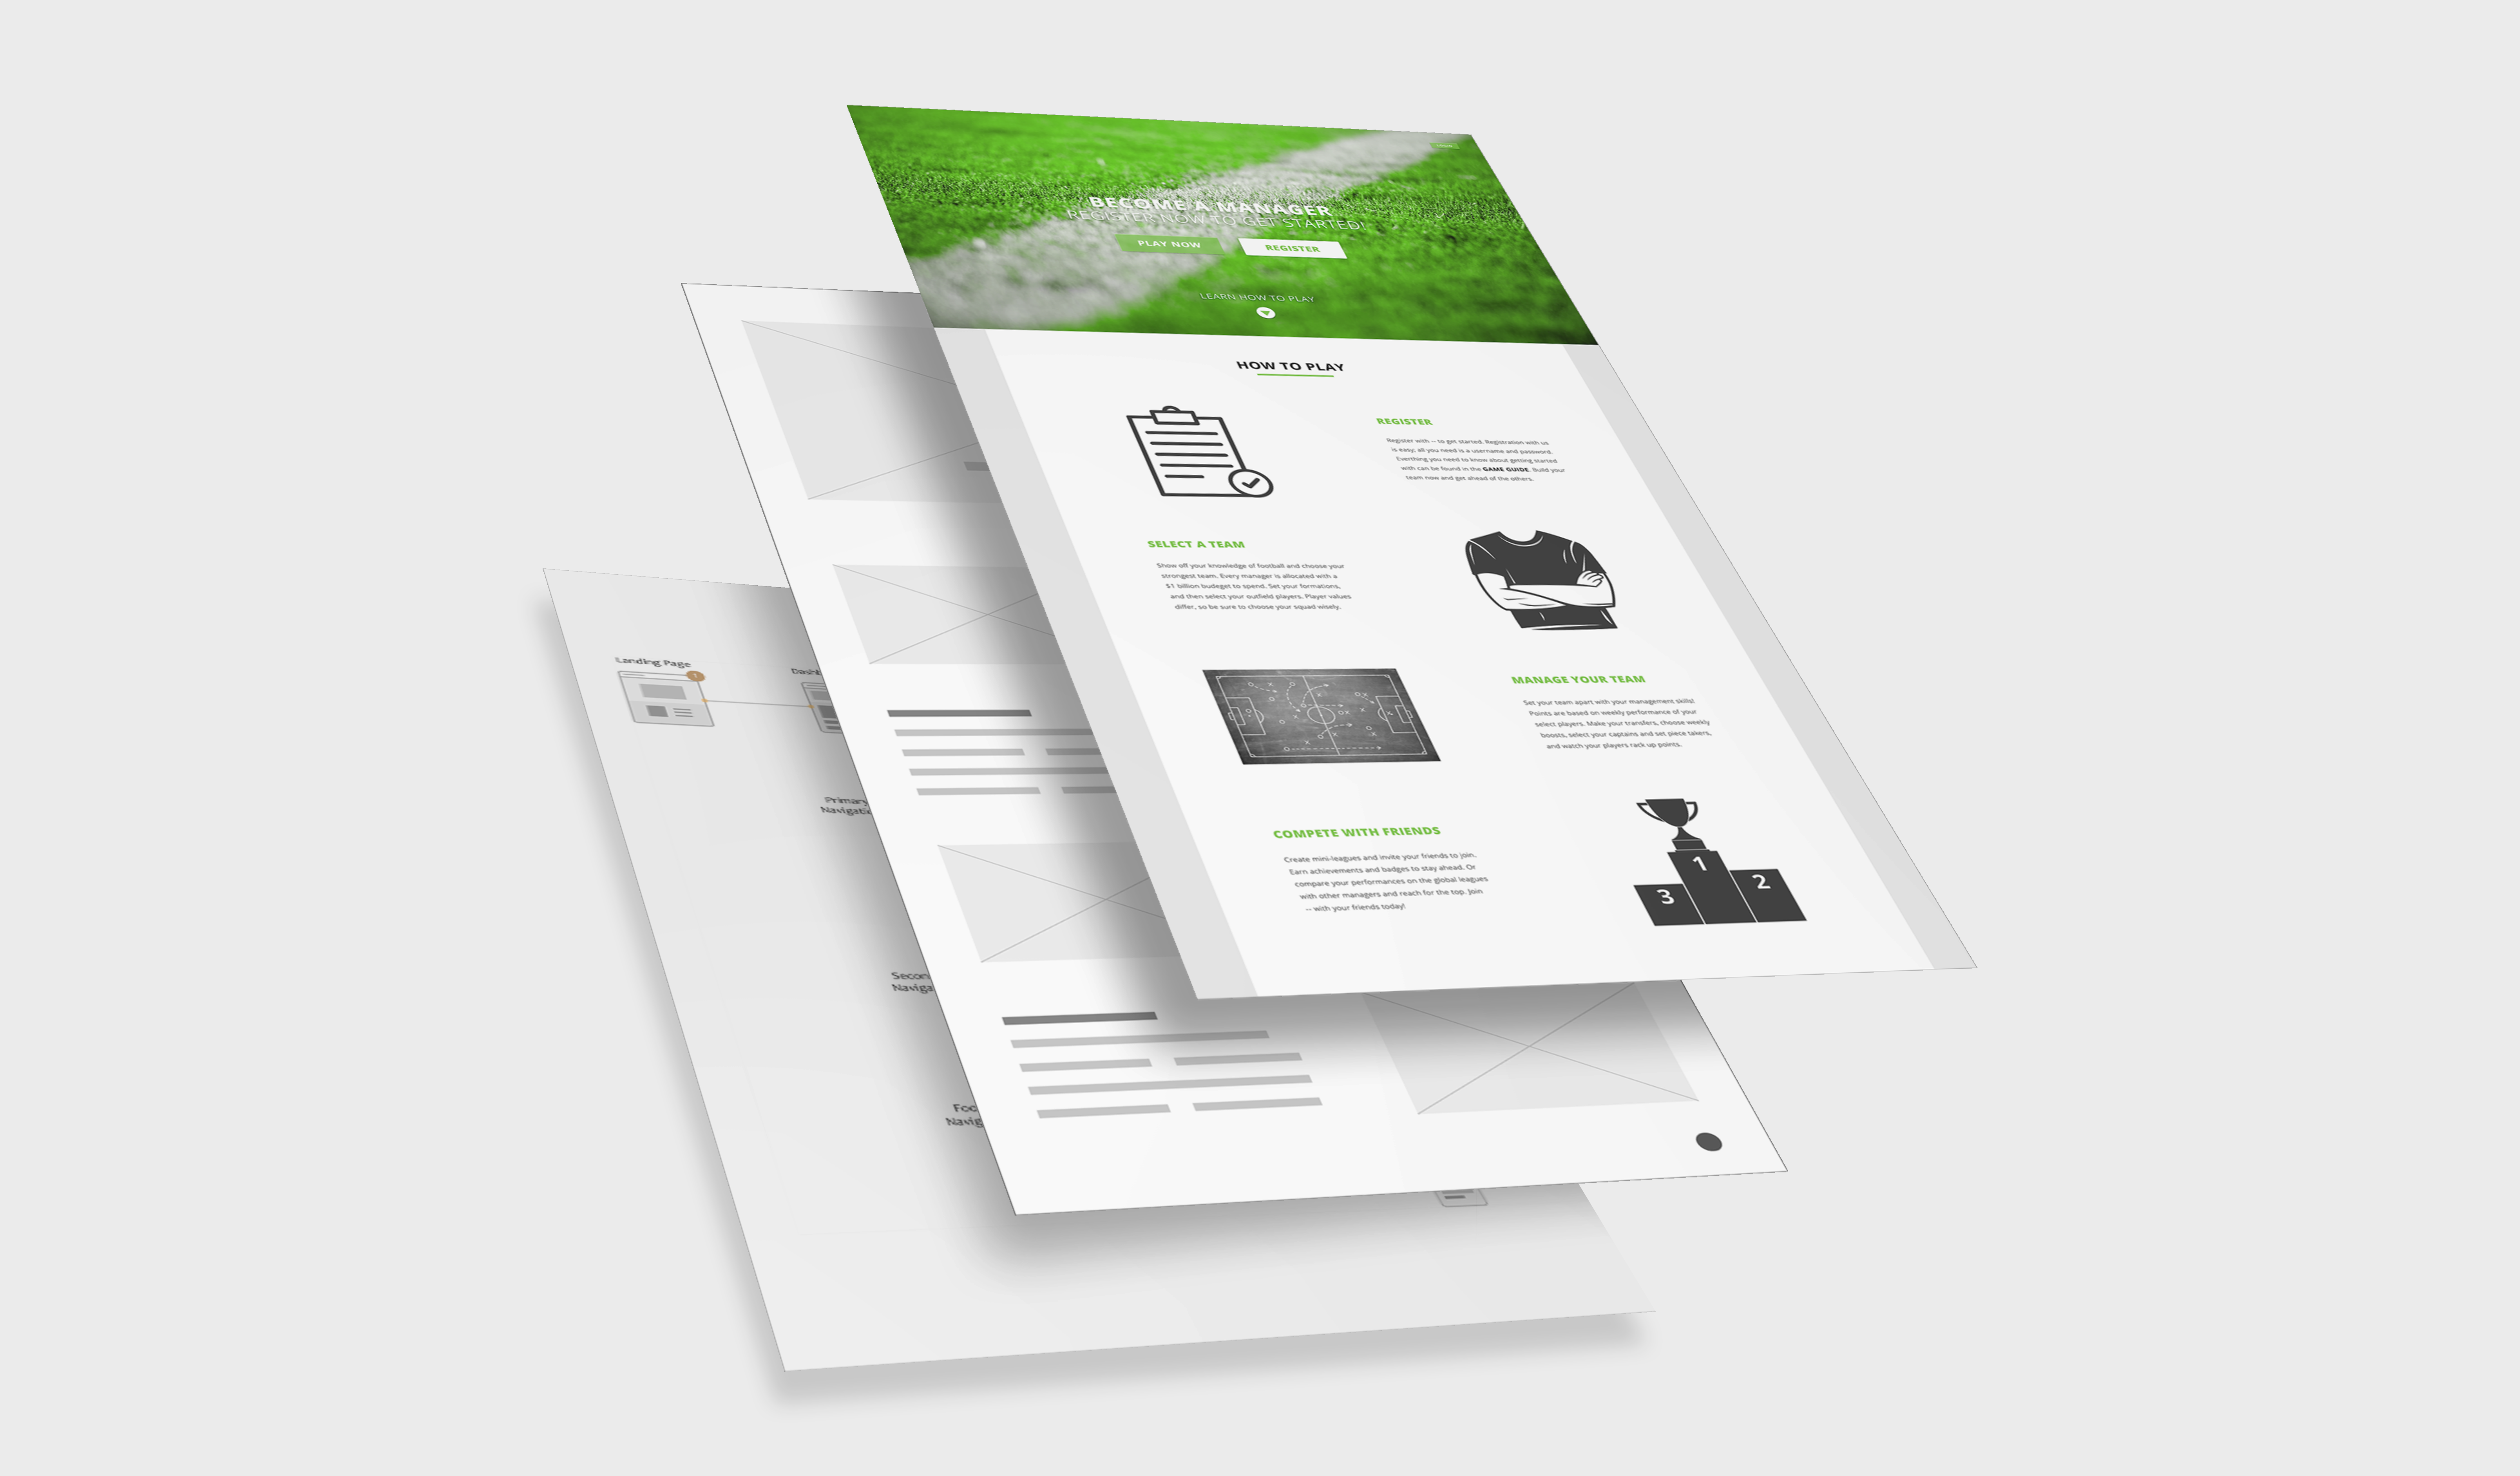 BECOME A MANAGER
REGISTER NOW TO GET STARTED!
PLAY NOW
REGISTER
LEARN HOW TO PLAY
HOW TO PLAY
REGISTER
Register with -- to get started. Registration with us
is easy; all you need is a username and password.
Everthing you need to know about getting started
with can be found in the GAME GUIDE. Build your
team now and get ahead of the others.
SELECT A TEAM
Show off your knowledge of football and choose your
strongest team. Every manager is allocated with a
$1 billion budeget to spend. Set your formations,
and then select your outfield players. Player values
differ, so be sure to choose your squad wisely.
MANAGE YOUR TEAM
Set your team apart with your management skills!
Points are based on weekly performance of your
select players. Make your transfers, choose weekly
boosts, select your captains and set piece takers,
and watch your players rack up points.
COMPETE WITH FRIENDS
Create mini-leagues and invite your friends to join.
Earn achievements and badges to stay ahead. Or
compare your performances on the global leagues
with other managers and reach for the top. Join
-- with your friends today!
1
2
3
Landing Page
1
Dashb
Primary
Navigati
Secon
Naviga
Foo
Navig